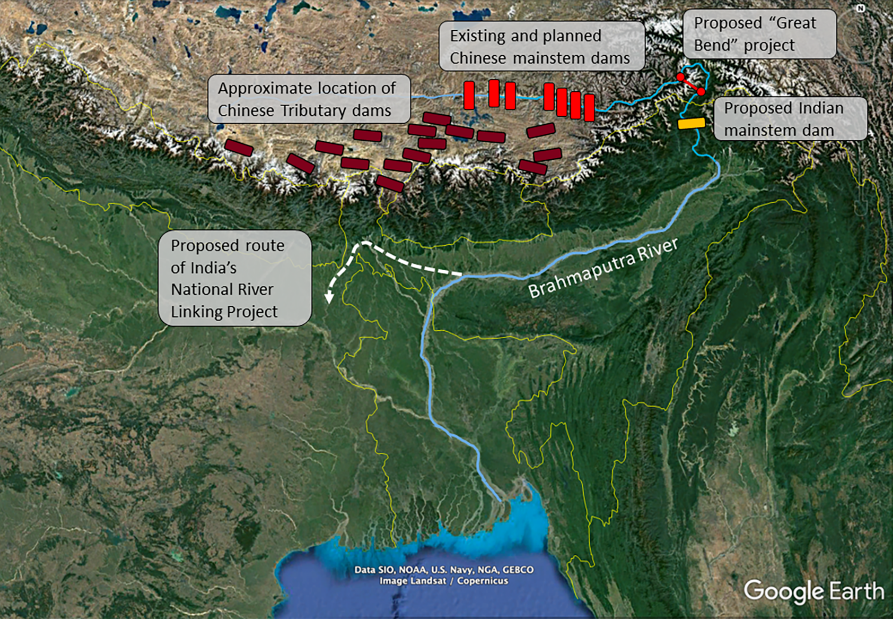 Existing and planned
Chinese mainstem dams
Proposed “Great
Bend” project
N
Approximate location of
Chinese Tributary dams
Proposed Indian
mainstem dam
Proposed route
of India’s
National River
Linking Project
Brahmaputra River
Data SIO, NOAA, U.S. Navy, NGA, GEBCO
Image Landsat / Copernicus
Google Earth